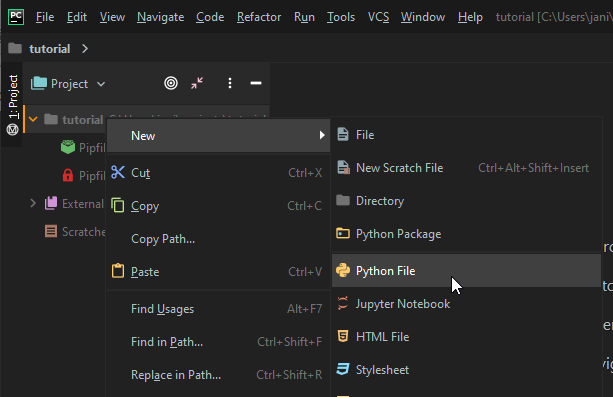 PC File Edit View Navigate Code Refactor Run Tools VCS Window Help tutorial [C:\Users\jani\
tutorial
1: Project
Project
tutorial
Pipfil
Pipfil
External
Scratche
New
Cut Ctrl+X
Copy Ctrl+C
Copy Path...
Paste Ctrl+V
Find Usages Alt+F7
Find in Path... Ctrl+Shift+F
Replace in Path... Ctrl+Shift+R
File
New Scratch File Ctrl+Alt+Shift+Insert
Directory
Python Package
Python File
Jupyter Notebook
HTML File
Stylesheet